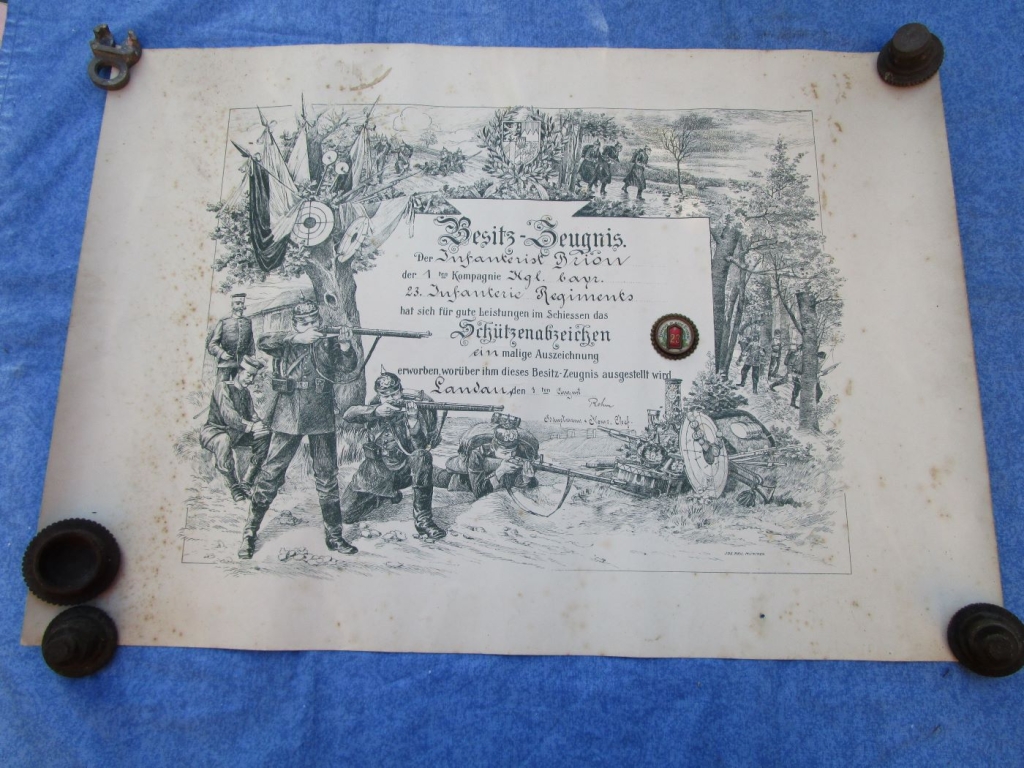 Besitz-Zeugnis.
Der Infanterist Brion
der 1 ten Kompagnie Kgl. bayr.
23. Infanterie Regiments
hat sich für gute Leistungen im Schiessen das
Schützenabzeichen
ein malige Auszeichnung
erworben, worüber ihm dieses Besitz-Zeugnis ausgestellt wird.
Landau, den